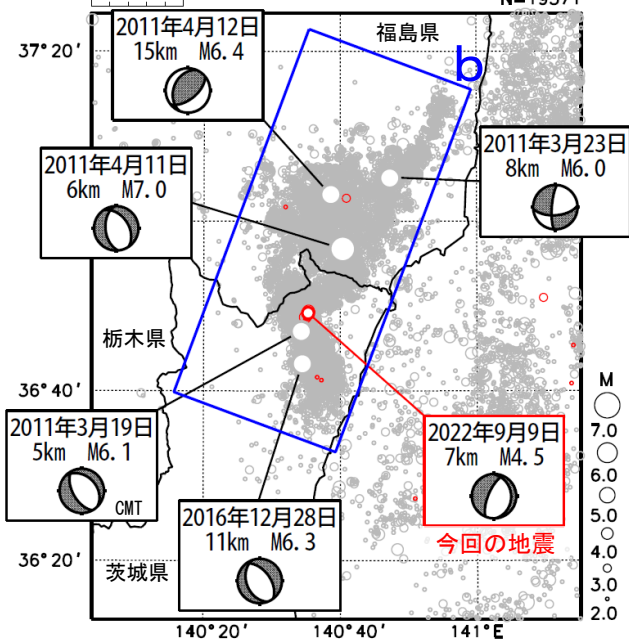 N=19371
37°20′
2011年4月12日
15km M6.4
福島県
b
2011年3月23日
8km M6.0
2011年4月11日
6km M7.0
栃木県
36°40′
2011年3月19日
5km M6.1
CMT
2022年9月9日
7km M4.5
今回の地震
2016年12月28日
11km M6.3
36°20′
茨城県
140°20′
140°40′
141°E
M
7.0
6.0
5.0
4.0
3.0
2.0